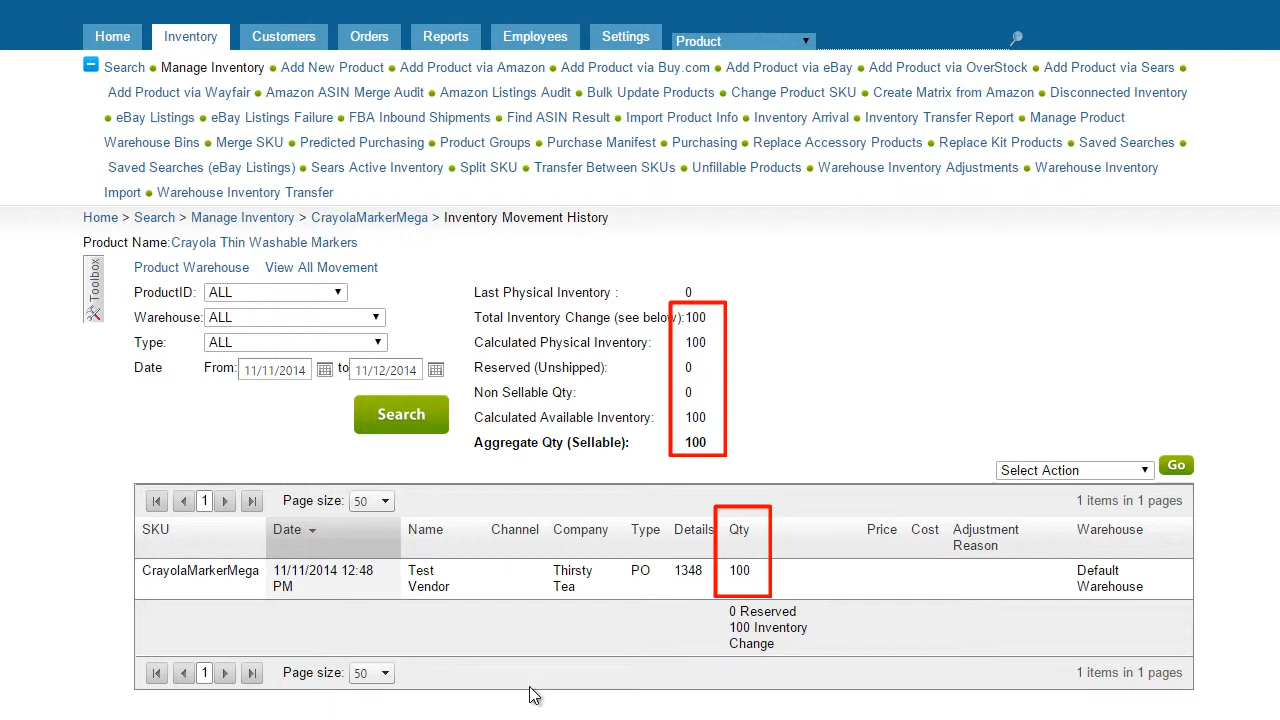 Home Inventory Customers Orders Reports Employees Settings Product
Search Manage Inventory Add New Product Add Product via Amazon Add Product via Buy.com Add Product via eBay Add Product via OverStock Add Product via Sears
Add Product via Wayfair Amazon ASIN Merge Audit Amazon Listings Audit Bulk Update Products Change Product SKU Create Matrix from Amazon Disconnected Inventory
eBay Listings eBay Listings Failure FBA Inbound Shipments Find ASIN Result Import Product Info Inventory Arrival Inventory Transfer Report Manage Product
Warehouse Bins Merge SKU Predicted Purchasing Product Groups Purchase Manifest Purchasing Replace Accessory Products Replace Kit Products Saved Searches
Saved Searches (eBay Listings) Sears Active Inventory Split SKU Transfer Between SKUs Unfillable Products Warehouse Inventory Adjustments Warehouse Inventory
Import Warehouse Inventory Transfer
Home > Search > Manage Inventory > CrayolaMarkerMega > Inventory Movement History
Product Name:Crayola Thin Washable Markers
Toolbox
Product Warehouse View All Movement
ProductID: ALL
Warehouse: ALL
Type: ALL
Date From: 11/11/2014 to 11/12/2014
Search
Last Physical Inventory : 0
Total Inventory Change (see below): 100
Calculated Physical Inventory: 100
Reserved (Unshipped): 0
Non Sellable Qty: 0
Calculated Available Inventory: 100
Aggregate Qty (Sellable): 100
Select Action Go
1 Page size: 50 1 items in 1 pages
SKU Date Name Channel Company Type Details Qty Price Cost Adjustment Warehouse
Reason
CrayolaMarkerMega 11/11/2014 12:48 Test Thirsty PO 1348 100 Default
PM Vendor Tea Warehouse
0 Reserved
100 Inventory
Change
1 Page size: 50 1 items in 1 pages